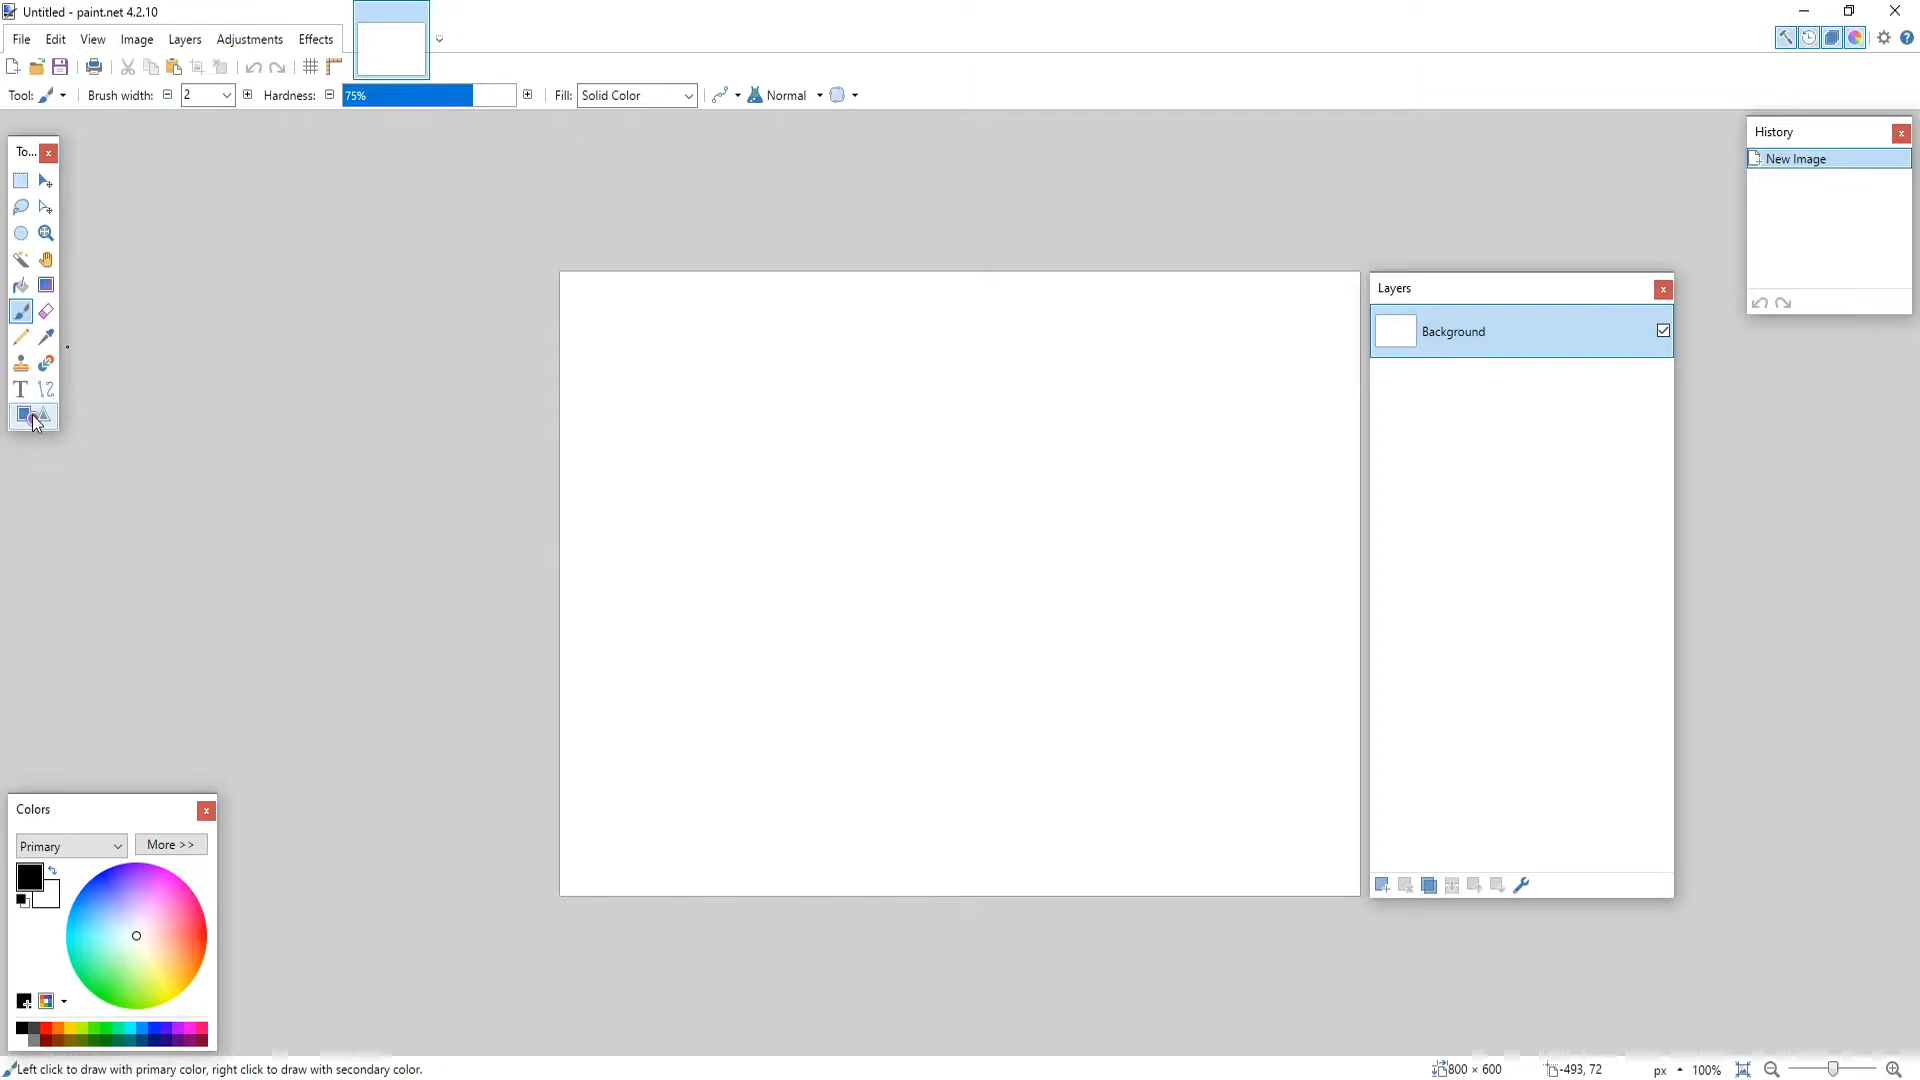 Untitled - paint.net 4.2.10
File Edit View Image Layers Adjustments Effects
Tool: Brush width: 2 Hardness: 75% Fill: Solid Color Normal
To...
History
New Image
Layers
Background
Colors
Primary More >>
Left click to draw with primary color, right click to draw with secondary color.
800 × 600 -493, 72 px 100%